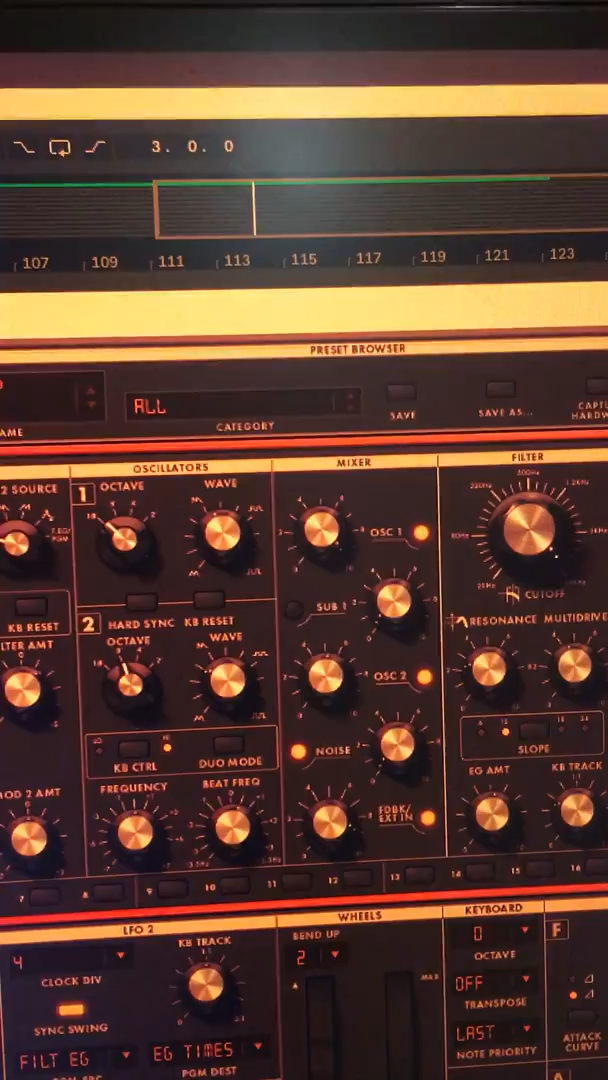 3. 0. 0
107 109 111 113 115 117 119 121 123
PRESET BROWSER
ALL
CATEGORY
SAVE
SAVE AS...
OSCILLATORS
MIXER
FILTER
2 SOURCE
1
OCTAVE
WAVE
OSC 1
CUTOFF
KB RESET
SUB 1
2
HARD SYNC
KB RESET
OCTAVE
WAVE
RESONANCE
MULTIDRIVE
OSC 2
KB CTRL
DUO MODE
NOISE
SLOPE
MOD 2 AMT
FREQUENCY
BEAT FREQ
EG AMT
KB TRACK
FDBK/
EXT IN
7 8 9 10 11 12 13 14 15 16
LFO 2
WHEELS
KEYBOARD
4
CLOCK DIV
KB TRACK
BEND UP
2
0
OCTAVE
F
SYNC SWING
MAX
OFF
TRANSPOSE
FILT EG
EG TIMES
PGM DEST
LAST
NOTE PRIORITY
ATTACK
CURVE